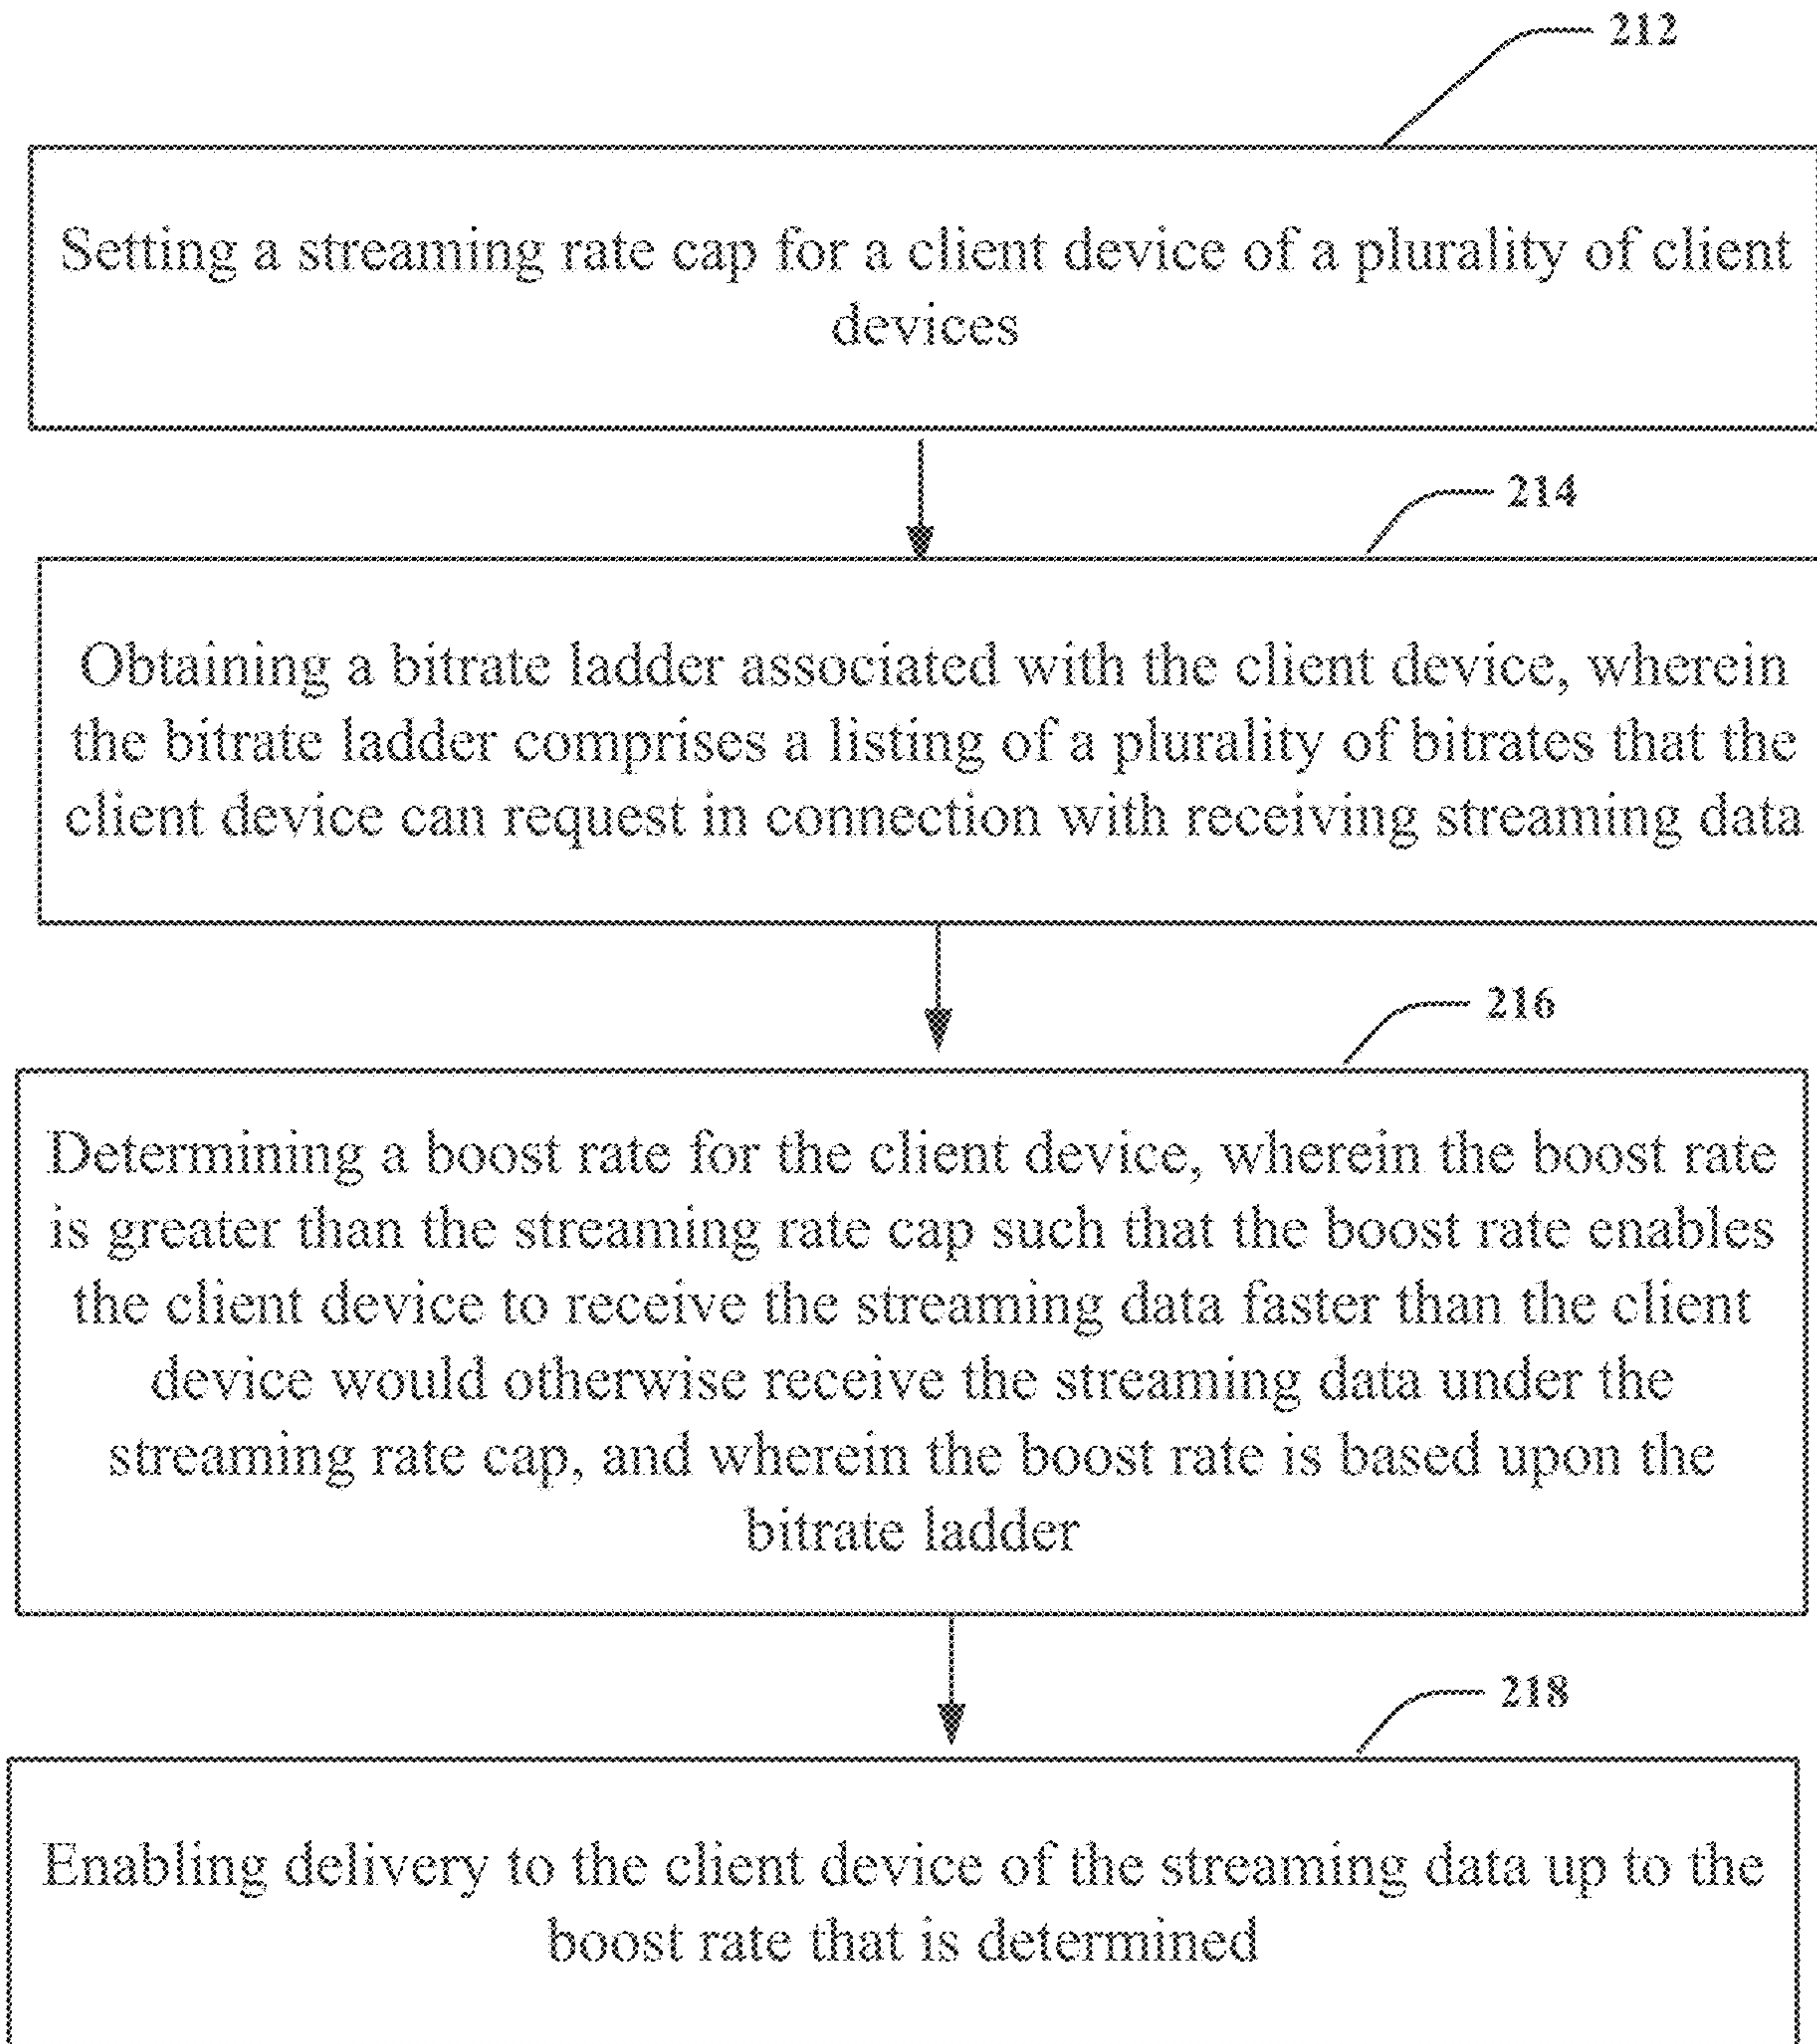 212
Setting a streaming rate cap for a client device of a plurality of client
devices
214
Obtaining a bitrate ladder associated with the client device, wherein
the bitrate ladder comprises a listing of a plurality of bitrates that the
client device can request in connection with receiving streaming data
216
Determining a boost rate for the client device, wherein the boost rate
is greater than the streaming rate cap such that the boost rate enables
the client device to receive the streaming data faster than the client
device would otherwise receive the streaming data under the
streaming rate cap, and wherein the boost rate is based upon the
bitrate ladder
218
Enabling delivery to the client device of the streaming data up to the
boost rate that is determined